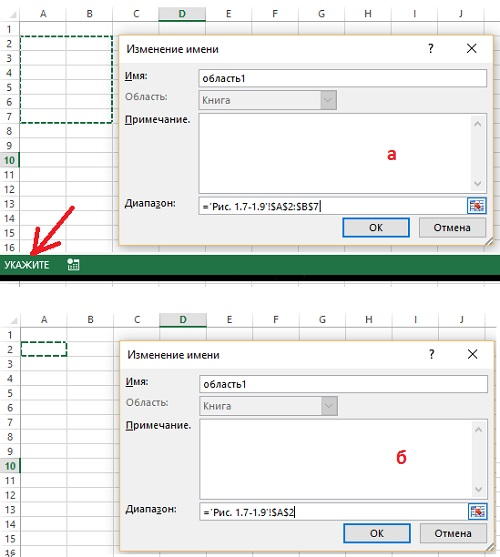 A B C D E F G H I J
1
2
3
4
5
6
7
8
9
10
11
12
13
14
15
16
Изменение имени ? ×
Имя: область1
Область: Книга
Примечание.
а
Диапазон: ='Рис. 1.7-1.9'!$A$2:$B$7
ОК Отмена
УКАЖИТЕ
A B C D E F G H I J
1
2
3
4
5
6
7
8
9
10
11
12
13
14
15
16
Изменение имени ? ×
Имя: область1
Область: Книга
Примечание.
б
Диапазон: ='Рис. 1.7-1.9'!$A$2
ОК Отмена